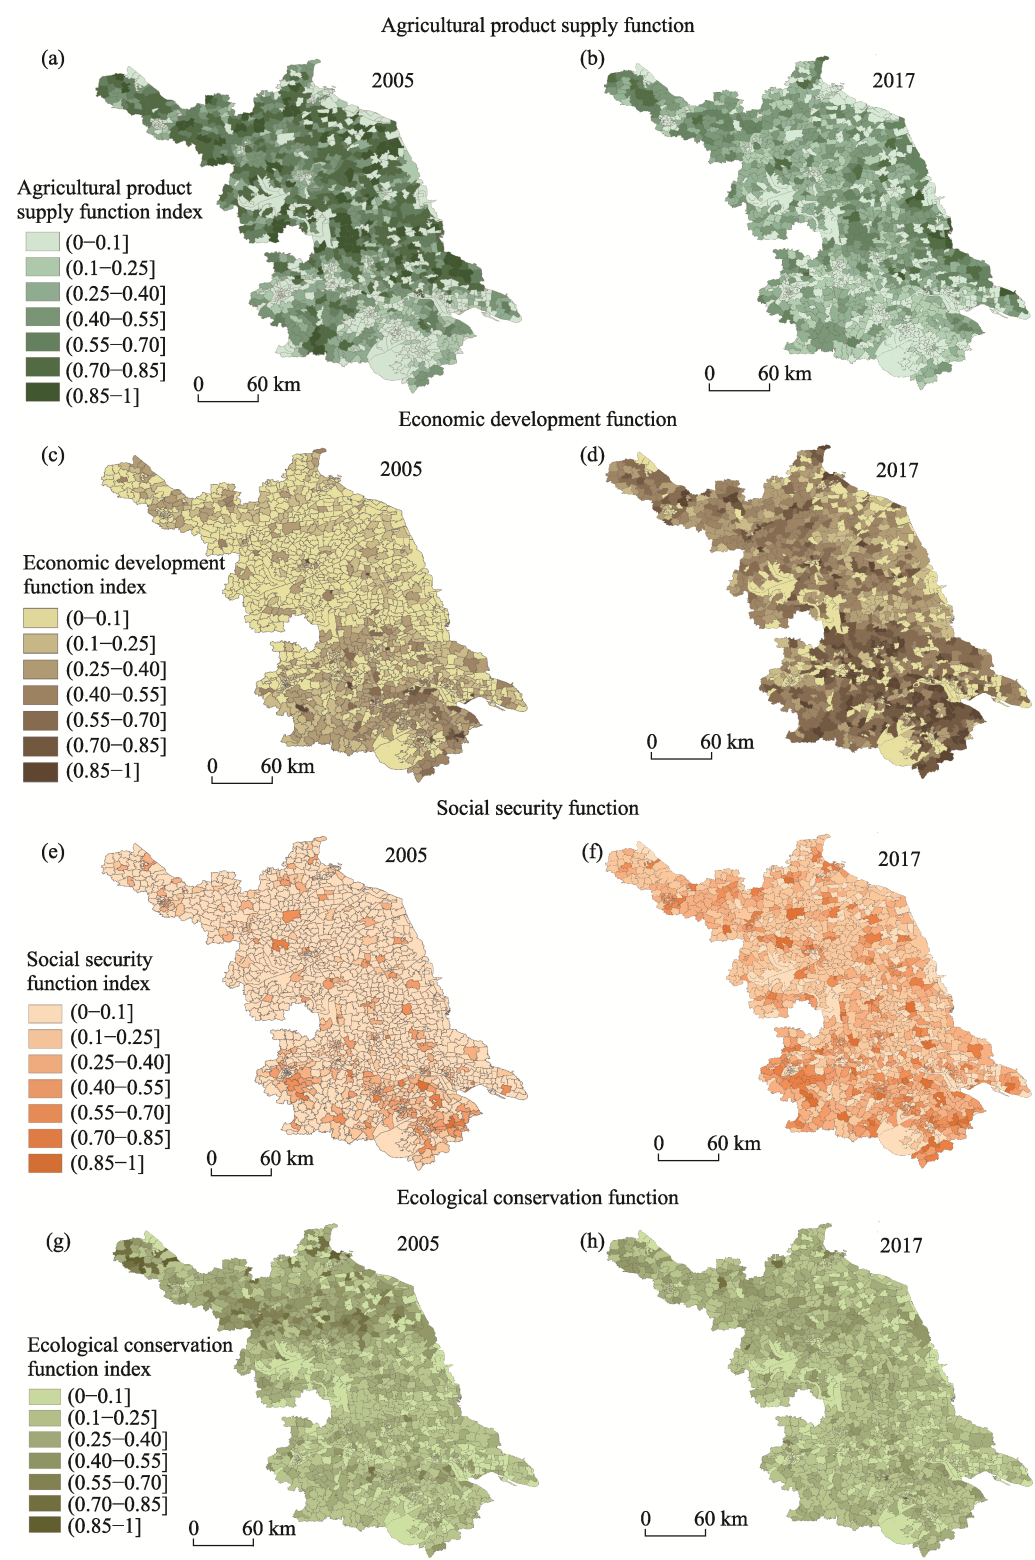 Agricultural product supply function
(a)
2005
(b)
2017
Agricultural product
supply function index
(0−0.1]
(0.1−0.25]
(0.25−0.40]
(0.40−0.55]
(0.55−0.70]
(0.70−0.85]
(0.85−1]
0 60 km
0 60 km
Economic development function
(c)
2005
(d)
2017
Economic development
function index
(0−0.1]
(0.1−0.25]
(0.25−0.40]
(0.40−0.55]
(0.55−0.70]
(0.70−0.85]
(0.85−1]
0 60 km
0 60 km
Social security function
(e)
2005
(f)
2017
Social security
function index
(0−0.1]
(0.1−0.25]
(0.25−0.40]
(0.40−0.55]
(0.55−0.70]
(0.70−0.85]
(0.85−1]
0 60 km
0 60 km
Ecological conservation function
(g)
2005
(h)
2017
Ecological conservation
function index
(0−0.1]
(0.1−0.25]
(0.25−0.40]
(0.40−0.55]
(0.55−0.70]
(0.70−0.85]
(0.85−1]
0 60 km
0 60 km